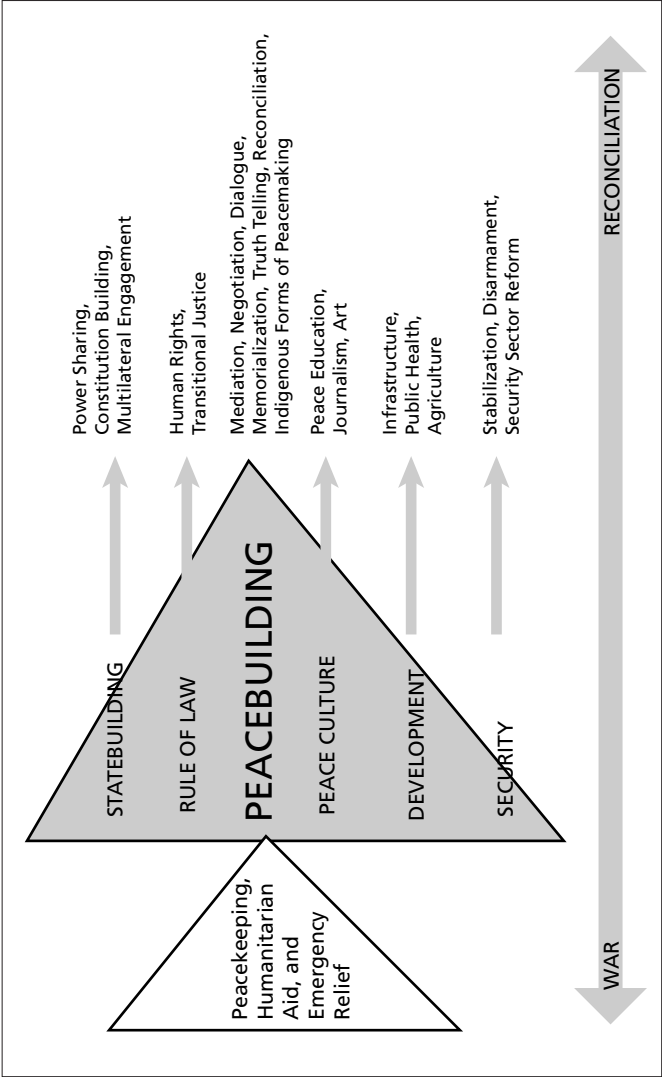 Peacekeeping,
Humanitarian
Aid, and
Emergency
Relief
STATEBUILDING
RULE OF LAW
PEACEBUILDING
PEACE CULTURE
DEVELOPMENT
SECURITY
Power Sharing,
Constitution Building,
Multilateral Engagement
Human Rights,
Transitional Justice
Mediation, Negotiation, Dialogue,
Memorialization, Truth Telling, Reconciliation,
Indigenous Forms of Peacemaking
Peace Education,
Journalism, Art
Infrastructure,
Public Health,
Agriculture
Stabilization, Disarmament,
Security Sector Reform
WAR
RECONCILIATION